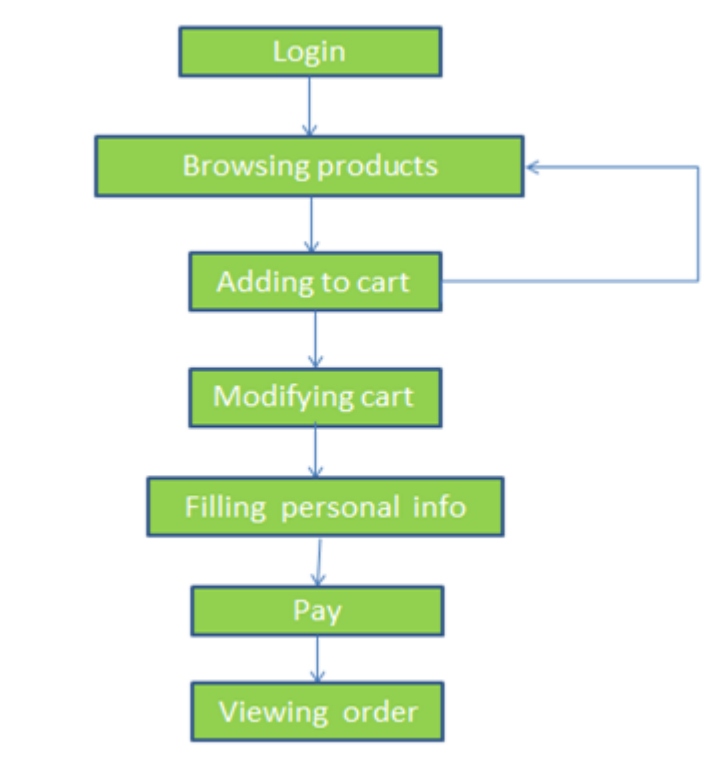 Login
Browsing products
Adding to cart
Modifying cart
Filling personal info
Pay
Viewing order